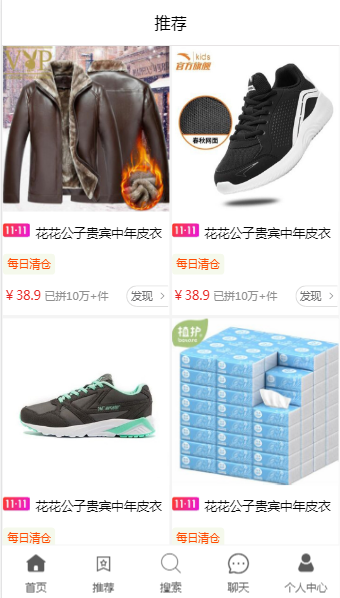 推荐
VYP
kids
官方旗舰
春秋网面
11·11 花花公子贵宾中年皮衣
11·11 花花公子贵宾中年皮衣
每日清仓
每日清仓
¥38.9 已拼10万+件 发现 >
¥38.9 已拼10万+件 发现 >
植护
11·11 花花公子贵宾中年皮衣
11·11 花花公子贵宾中年皮衣
每日清仓
每日清仓
首页 推荐 搜索 聊天 个人中心